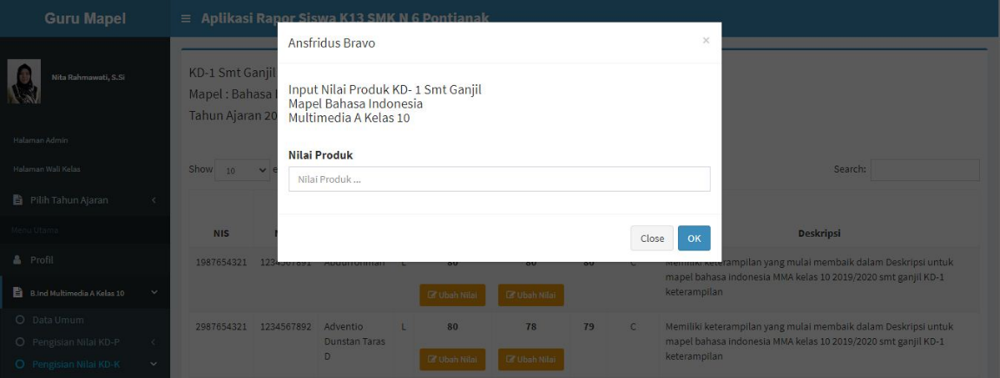 Guru Mapel
Aplikasi Rapor Siswa K13 SMK N 6 Pontianak
Nita Rahmawati, S.Si
Halaman Admin
Halaman Wali Kelas
Pilih Tahun Ajaran
Menu Utama
Profil
B.Ind Multimedia A Kelas 10
Data Umum
Pengisian Nilai KD-P
Pengisian Nilai KD-K
KD-1 Smt Ganjil
Mapel : Bahasa I
Tahun Ajaran 20
Ansfridus Bravo ×
Input Nilai Produk KD- 1 Smt Ganjil
Mapel Bahasa Indonesia
Multimedia A Kelas 10
Nilai Produk
Nilai Produk ...
Close OK
Show 10 e
Search:
NIS N Deskripsi
1987654321 1234567891 Abdurrohman L 80 80 80 C Memiliki keterampilan yang mulai membaik dalam Deskripsi untuk
mapel bahasa indonesia MMA kelas 10 2019/2020 smt ganjil KD-1
keterampilan
Ubah Nilai Ubah Nilai
2987654321 1234567892 Adventio L 80 78 79 C Memiliki keterampilan yang mulai membaik dalam Deskripsi untuk
Dunstan Taras mapel bahasa indonesia MMA kelas 10 2019/2020 smt ganjil KD-1
D keterampilan
Ubah Nilai Ubah Nilai